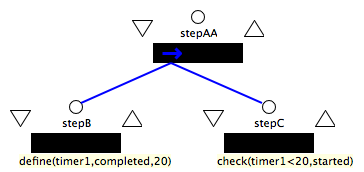 stepAA
stepB
stepC
define(timer1,completed,20)
check(timer1<20,started)